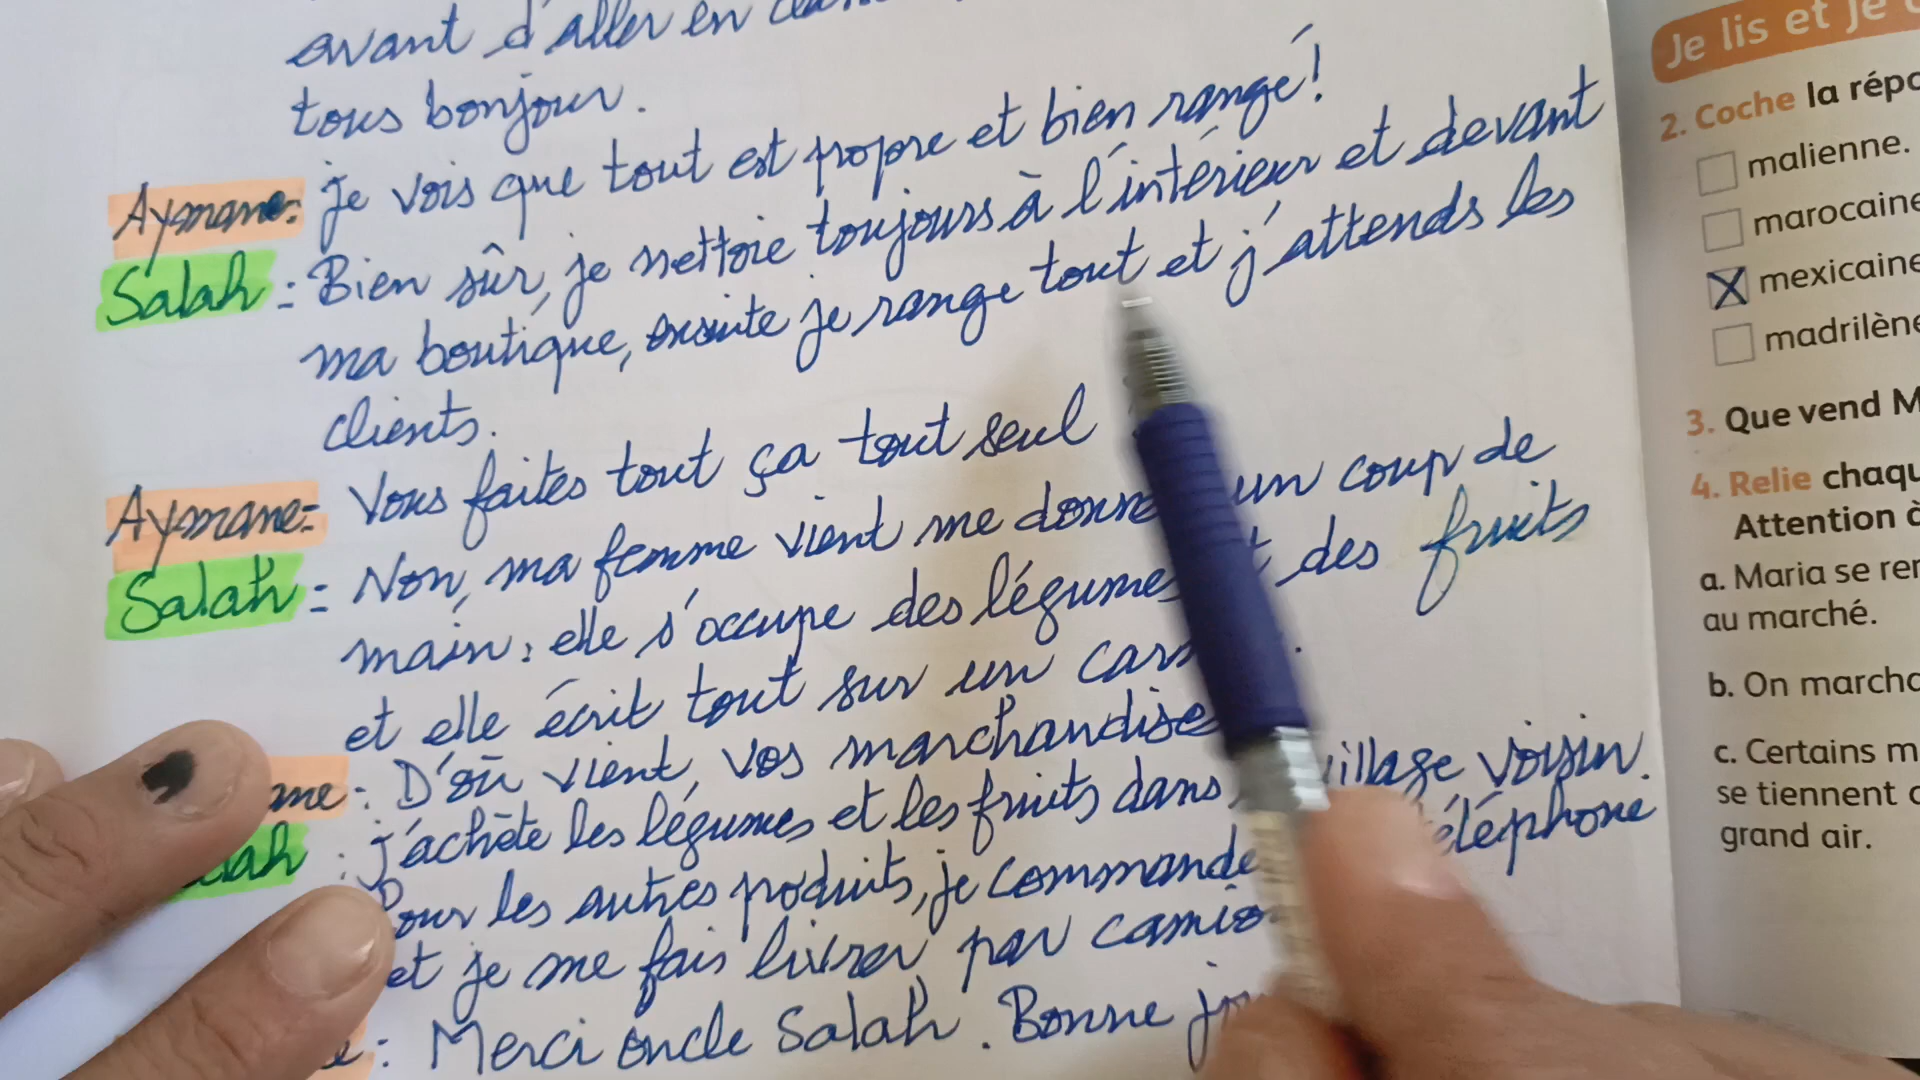 avant d'aller en
tous bonjour.
Aymane: je vois que tout est propre et bien rangé!
Salah: Bien sûr, je nettoie toujours à l'intérieur et devant
ma boutique, ensuite je range tout et j'attends les
clients.
Aymane: Vous faites tout ça tout seul
Salah: Non, ma femme vient me donne un coup de
main: elle s'occupe des légumes des fruits
et elle écrit tout sur un
me: D'où vient, vos marchandise
lah: j'achète les légumes et les fruits dans village voisin.
Pour les autres produits, je commande téléphone
et je me fais livrer par camio
e: Merci oncle Salah. Bonne
Je lis et je
2. Coche la répo
malienne.
marocaine
mexicaine
madrilène
3. Que vend M
4. Relie chaqu
Attention à
a. Maria se rer
au marché.
b. On marcha
c. Certains m
se tiennent
grand air.